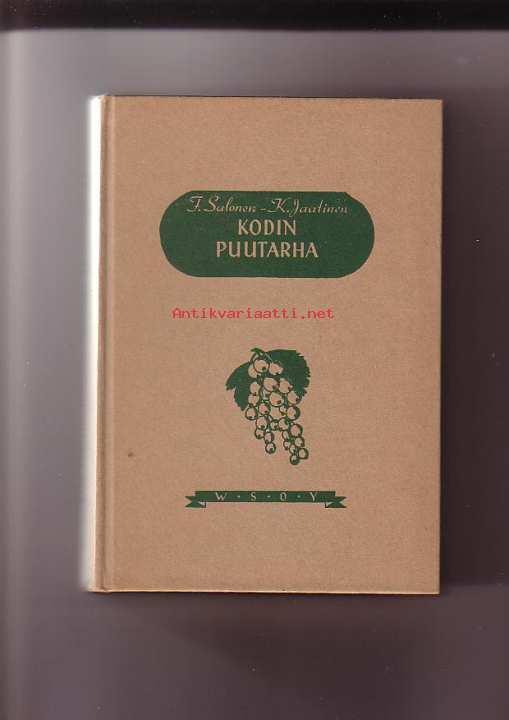 F. Salonen – K. Jaatinen
KODIN
PUUTARHA
Antikvariaatti.net
W · S · O · Y